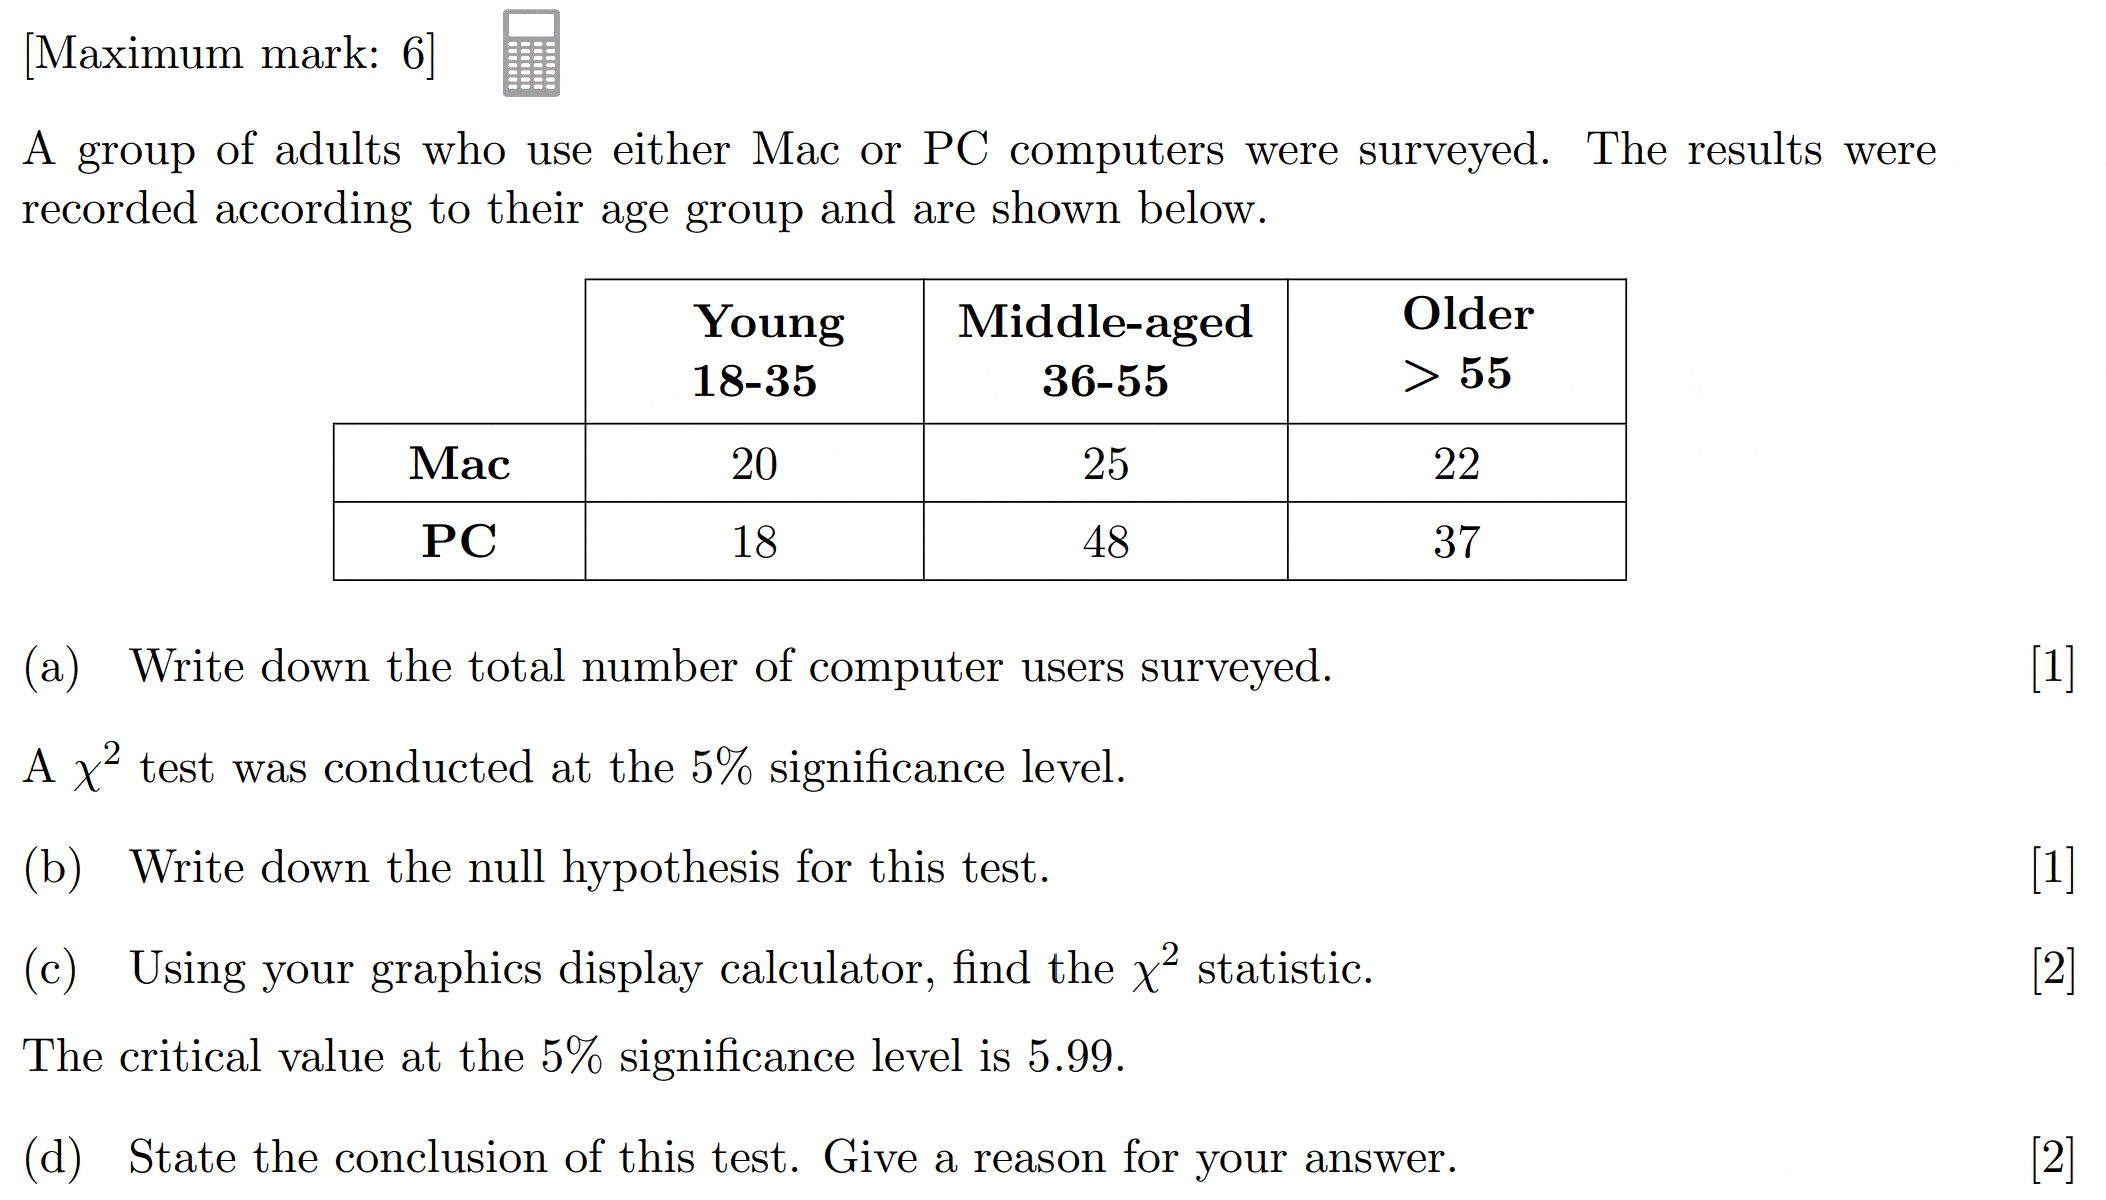 [Maximum mark: 6]
A group of adults who use either Mac or PC computers were surveyed. The results were
recorded according to their age group and are shown below.
Young Middle-aged Older
18-35 36-55 > 55
Mac 20 25 22
PC 18 48 37
(a) Write down the total number of computer users surveyed. [1]
A χ² test was conducted at the 5% significance level.
(b) Write down the null hypothesis for this test. [1]
(c) Using your graphics display calculator, find the χ² statistic. [2]
The critical value at the 5% significance level is 5.99.
(d) State the conclusion of this test. Give a reason for your answer. [2]